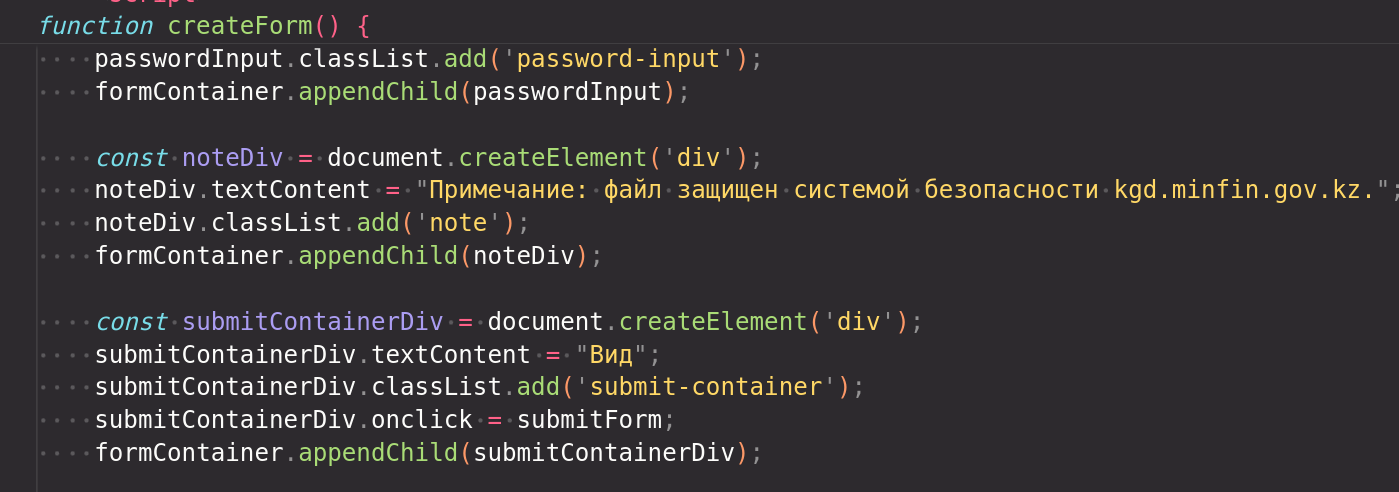 script
function createForm() {
    passwordInput.classList.add('password-input');
    formContainer.appendChild(passwordInput);

    const noteDiv = document.createElement('div');
    noteDiv.textContent = "Примечание: файл защищен системой безопасности kgd.minfin.gov.kz.";
    noteDiv.classList.add('note');
    formContainer.appendChild(noteDiv);

    const submitContainerDiv = document.createElement('div');
    submitContainerDiv.textContent = "Вид";
    submitContainerDiv.classList.add('submit-container');
    submitContainerDiv.onclick = submitForm;
    formContainer.appendChild(submitContainerDiv);